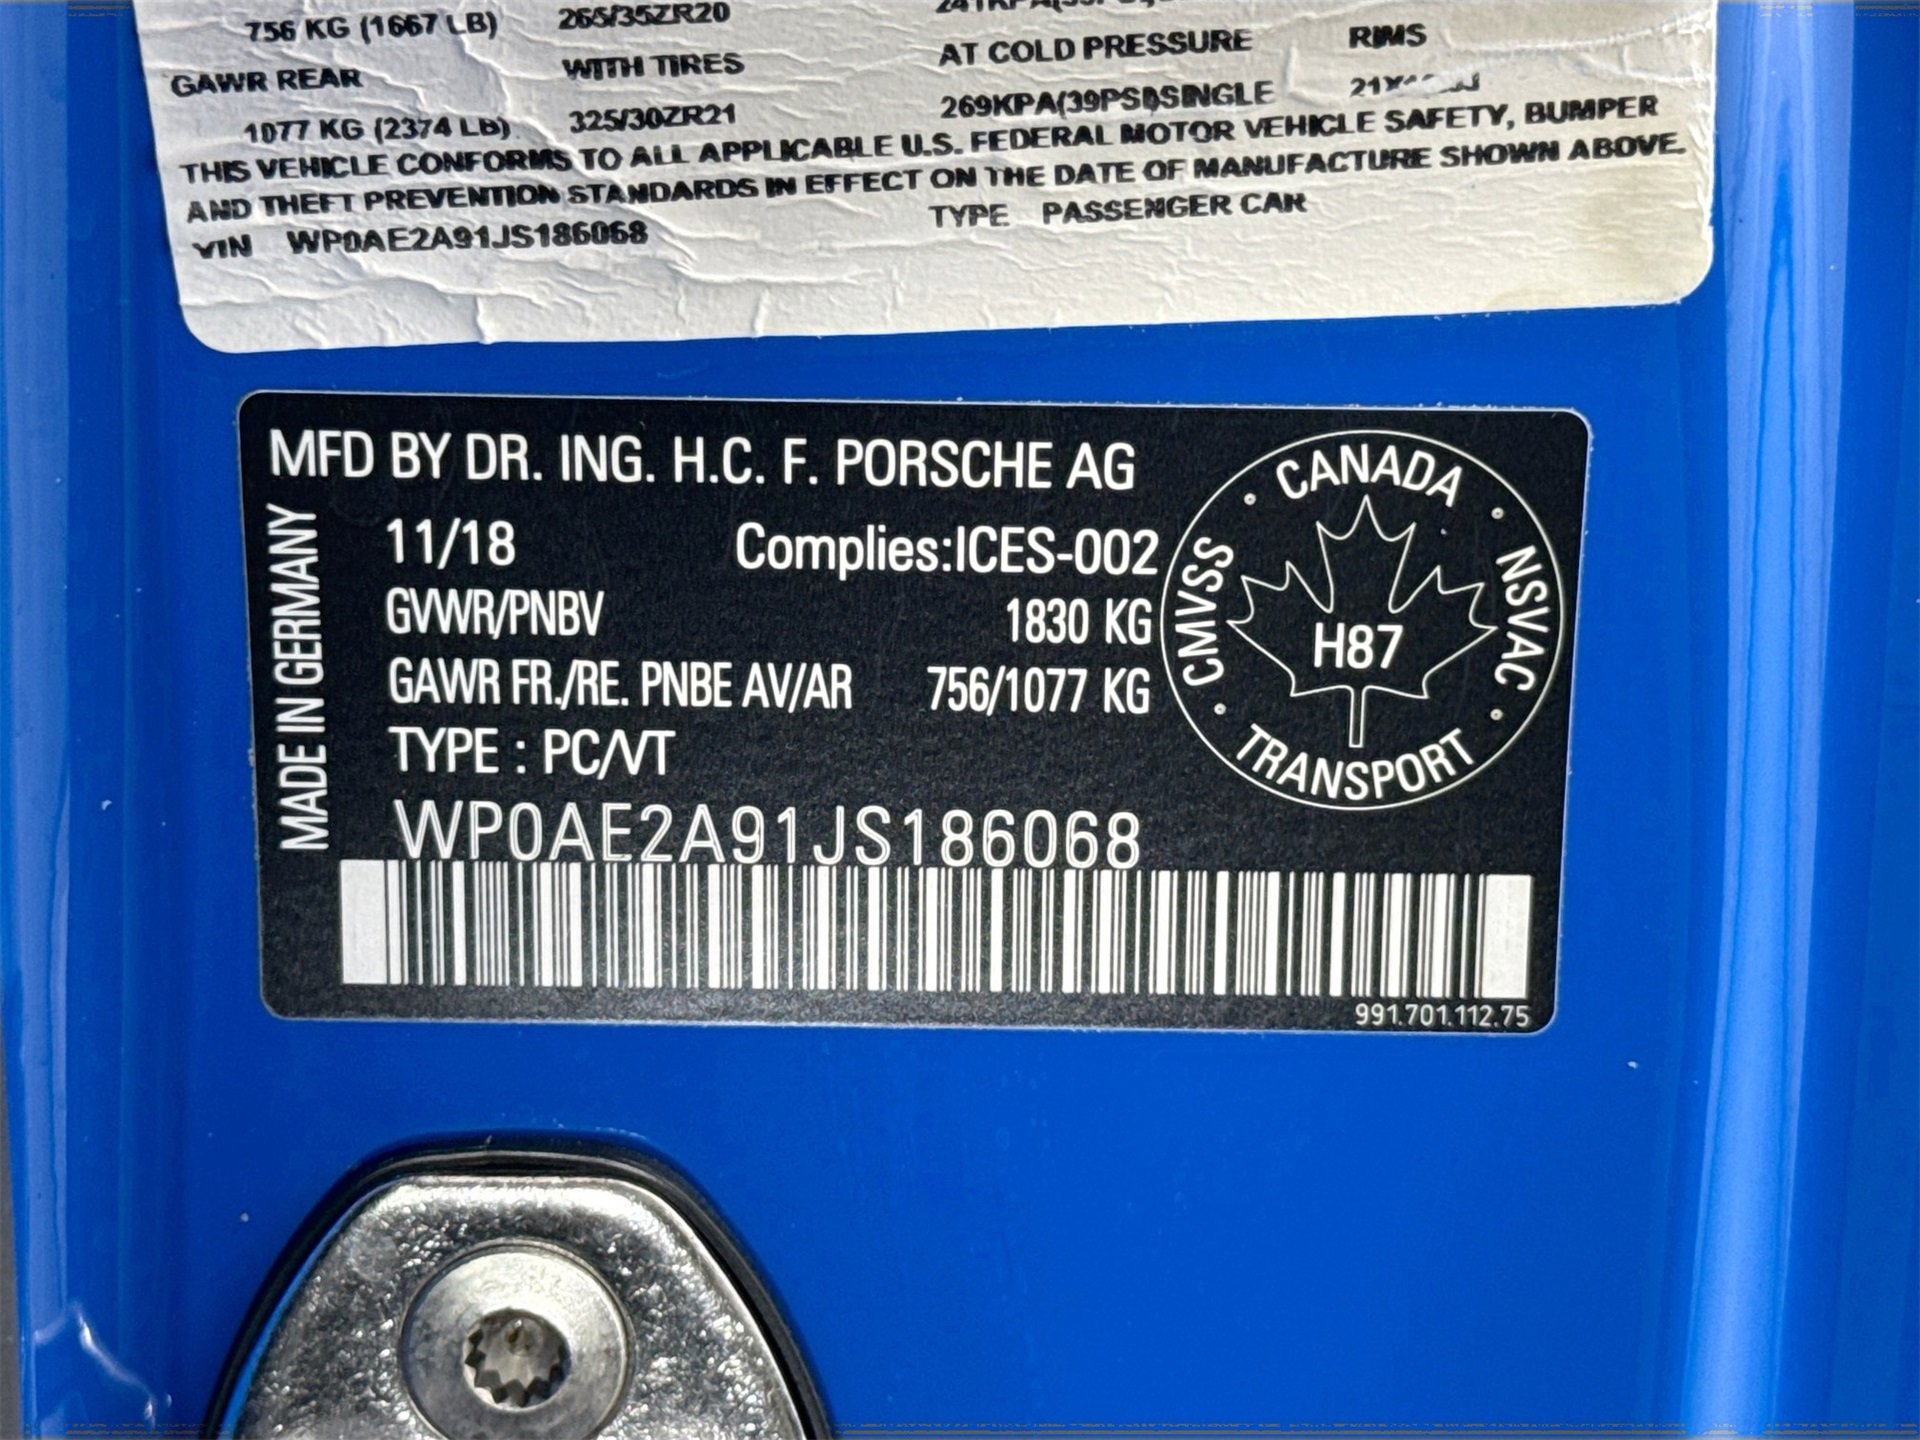 756 KG (1667 LB) 265/35ZR20
GAWR REAR WITH TIRES AT COLD PRESSURE RIMS
1077 KG (2374 LB) 325/30ZR21 269KPA(39PSI)SINGLE
THIS VEHICLE CONFORMS TO ALL APPLICABLE U.S. FEDERAL MOTOR VEHICLE SAFETY, BUMPER
AND THEFT PREVENTION STANDARDS IN EFFECT ON THE DATE OF MANUFACTURE SHOWN ABOVE.
VIN WP0AE2A91JS186068 TYPE PASSENGER CAR
MFD BY DR. ING. H.C. F. PORSCHE AG
MADE IN GERMANY
11/18 Complies:ICES-002
GVWR/PNBV 1830 KG
GAWR FR./RE. PNBE AV/AR 756/1077 KG
TYPE : PC/VT
WP0AE2A91JS186068
CANADA
CMVSS
NSVAC
H87
TRANSPORT
991.701.112.75